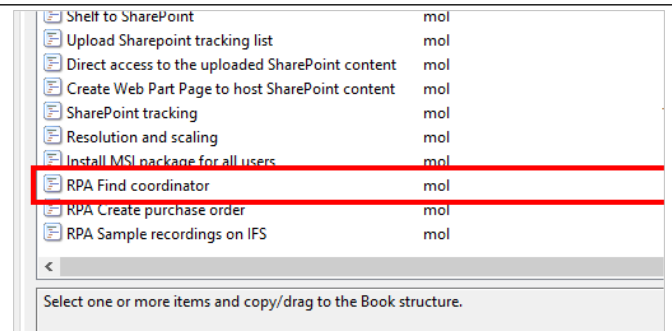 Shelf to SharePoint mol
Upload Sharepoint tracking list mol
Direct access to the uploaded SharePoint content mol
Create Web Part Page to host SharePoint content mol
SharePoint tracking mol
Resolution and scaling mol
Install MSI package for all users mol
RPA Find coordinator mol
RPA Create purchase order mol
RPA Sample recordings on IFS mol
Select one or more items and copy/drag to the Book structure.